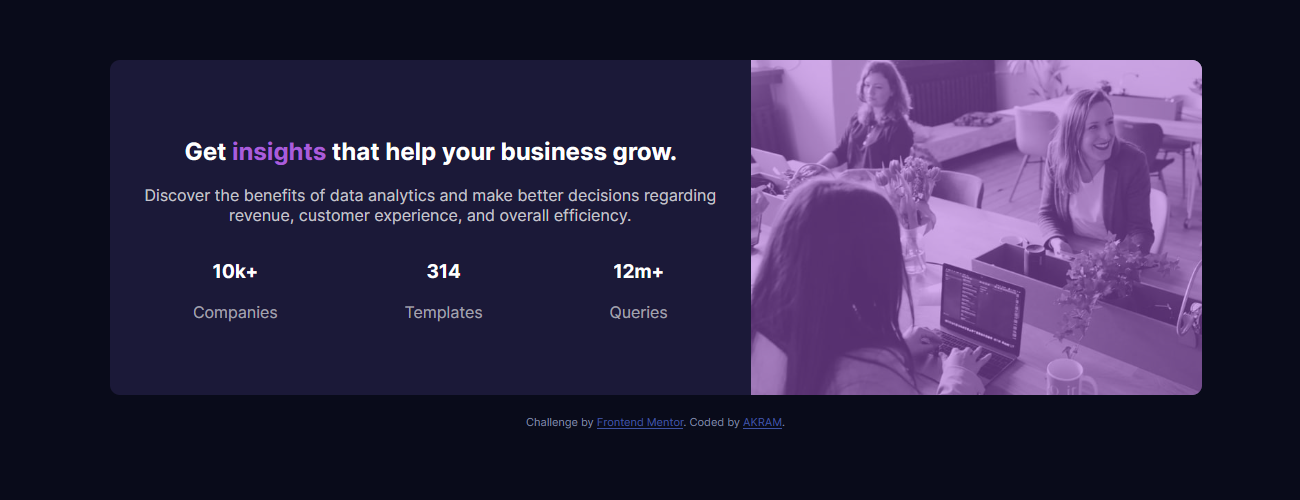 Get insights that help your business grow.
Discover the benefits of data analytics and make better decisions regarding
revenue, customer experience, and overall efficiency.
10k+
314
12m+
Companies
Templates
Queries
Challenge by Frontend Mentor. Coded by AKRAM.